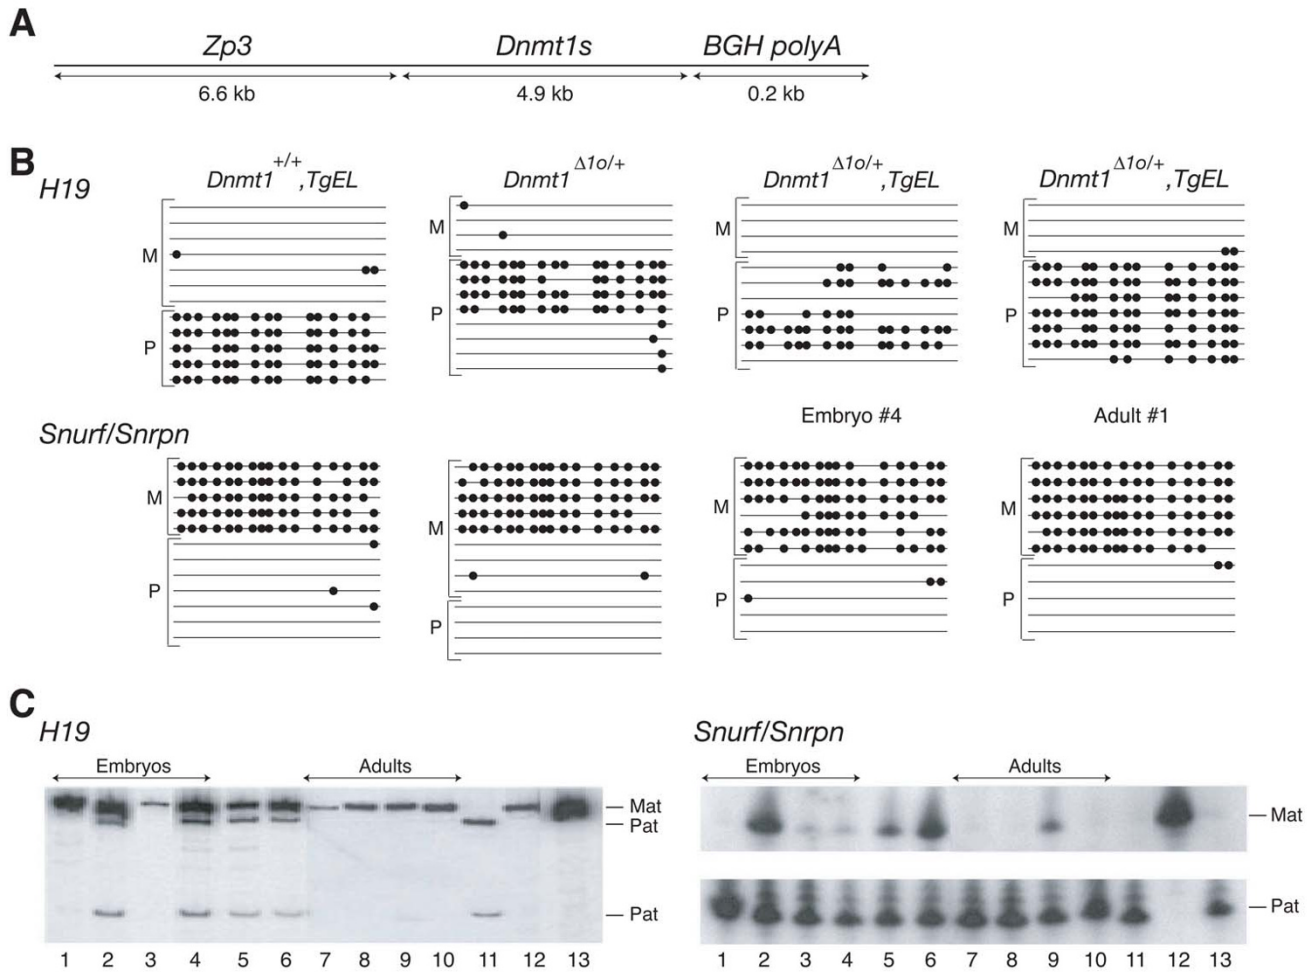 A
Zp3 Dnmt1s BGH polyA
6.6 kb 4.9 kb 0.2 kb
B
H19
Dnmt1+/+,TgEL Dnmt1Δ1o/+ Dnmt1Δ1o/+,TgEL Dnmt1Δ1o/+,TgEL
M M M M
P P P P
Embryo #4 Adult #1
Snurf/Snrpn
M M M M
P P P P
C
H19
Embryos Adults
Mat
Pat
Pat
1 2 3 4 5 6 7 8 9 10 11 12 13
Snurf/Snrpn
Embryos Adults
Mat
Pat
1 2 3 4 5 6 7 8 9 10 11 12 13